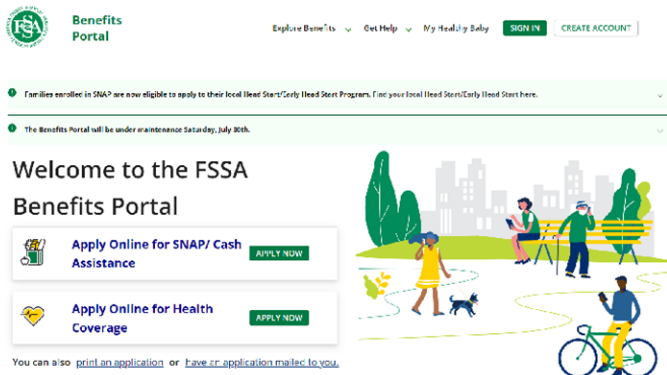 FSSA
Benefits
Portal
Explore Benefits
Get Help
My Healthy Baby
SIGN IN
CREATE ACCOUNT
Families enrolled in SNAP are now eligible to apply to their local Head Start/Early Head Start Program. Find your local Head Start/Early Head Start here.
The Benefits Portal will be under maintenance Saturday, July 30th.
Welcome to the FSSA
Benefits Portal
Apply Online for SNAP/ Cash
Assistance
APPLY NOW
Apply Online for Health
Coverage
APPLY NOW
You can also print an application or have an application mailed to you.